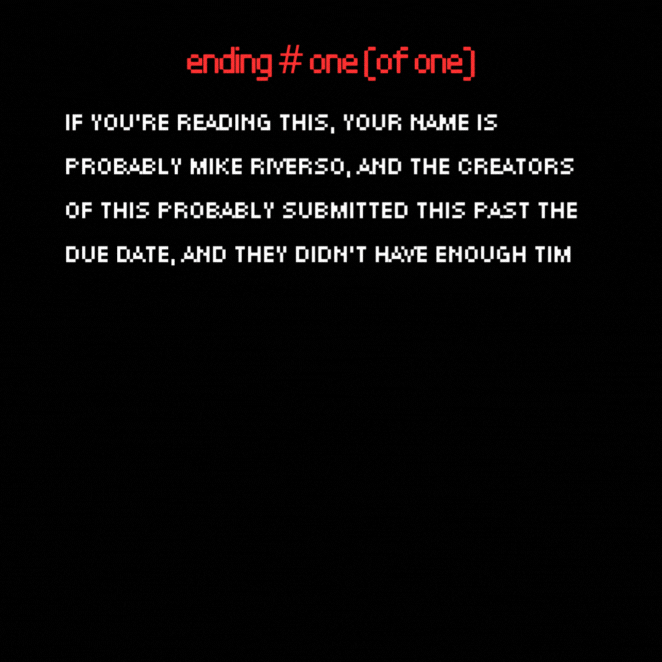 ending # one (of one)
IF YOU'RE READING THIS, YOUR NAME IS
PROBABLY MIKE RIVERSO, AND THE CREATORS
OF THIS PROBABLY SUBMITTED THIS PAST THE
DUE DATE, AND THEY DIDN'T HAVE ENOUGH TIM